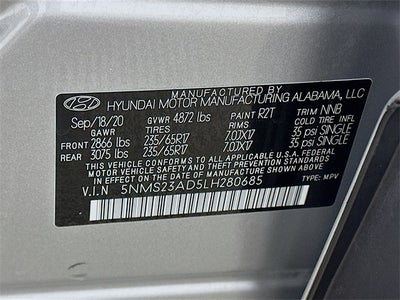 MANUFACTURED BY
HYUNDAI MOTOR MANUFACTURING ALABAMA, LLC
Sep/18/20 GVWR 4872 lbs PAINT R2T TRIM NNB
GAWR TIRES RIMS COLD TIRE INFL
FRONT 2866 lbs 235/65R17 7.0JX17 35 psi SINGLE
REAR 3075 lbs 235/65R17 7.0JX17 35 psi SINGLE
THIS VEHICLE CONFORMS TO ALL APPLICABLE U.S.A FEDERAL
MOTOR VEHICLE SAFETY AND THEFT PREVENTION STANDARDS
IN EFFECT ON THE DATE OF MANUFACTURE SHOWN ABOVE.
V.I.N 5NMS23AD5LH280685 TYPE: MPV